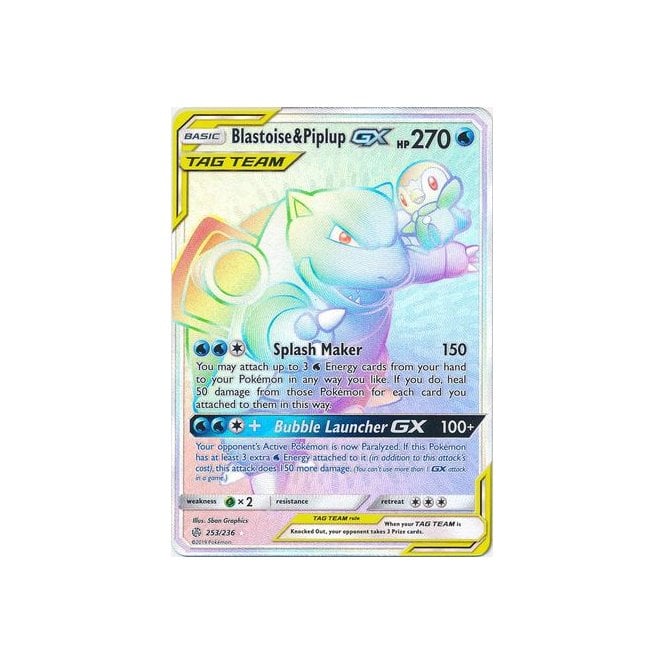 BASIC Blastoise&Piplup GX HP270
TAG TEAM
Splash Maker 150
You may attach up to 3 Energy cards from your hand
to your Pokémon in any way you like. If you do, heal
50 damage from those Pokémon for each card you
attached to them in this way.
+ Bubble Launcher GX 100+
Your opponent's Active Pokémon is now Paralyzed. If this Pokémon
has at least 3 extra Energy attached to it (in addition to this attack's
cost), this attack does 150 more damage. (You can't use more than 1 GX attack
in a game.)
weakness ×2 resistance retreat
Illus. Sban Graphics
253/236
©2019 Pokémon
TAG TEAM rule
When your TAG TEAM is
Knocked Out, your opponent takes 3 Prize cards.